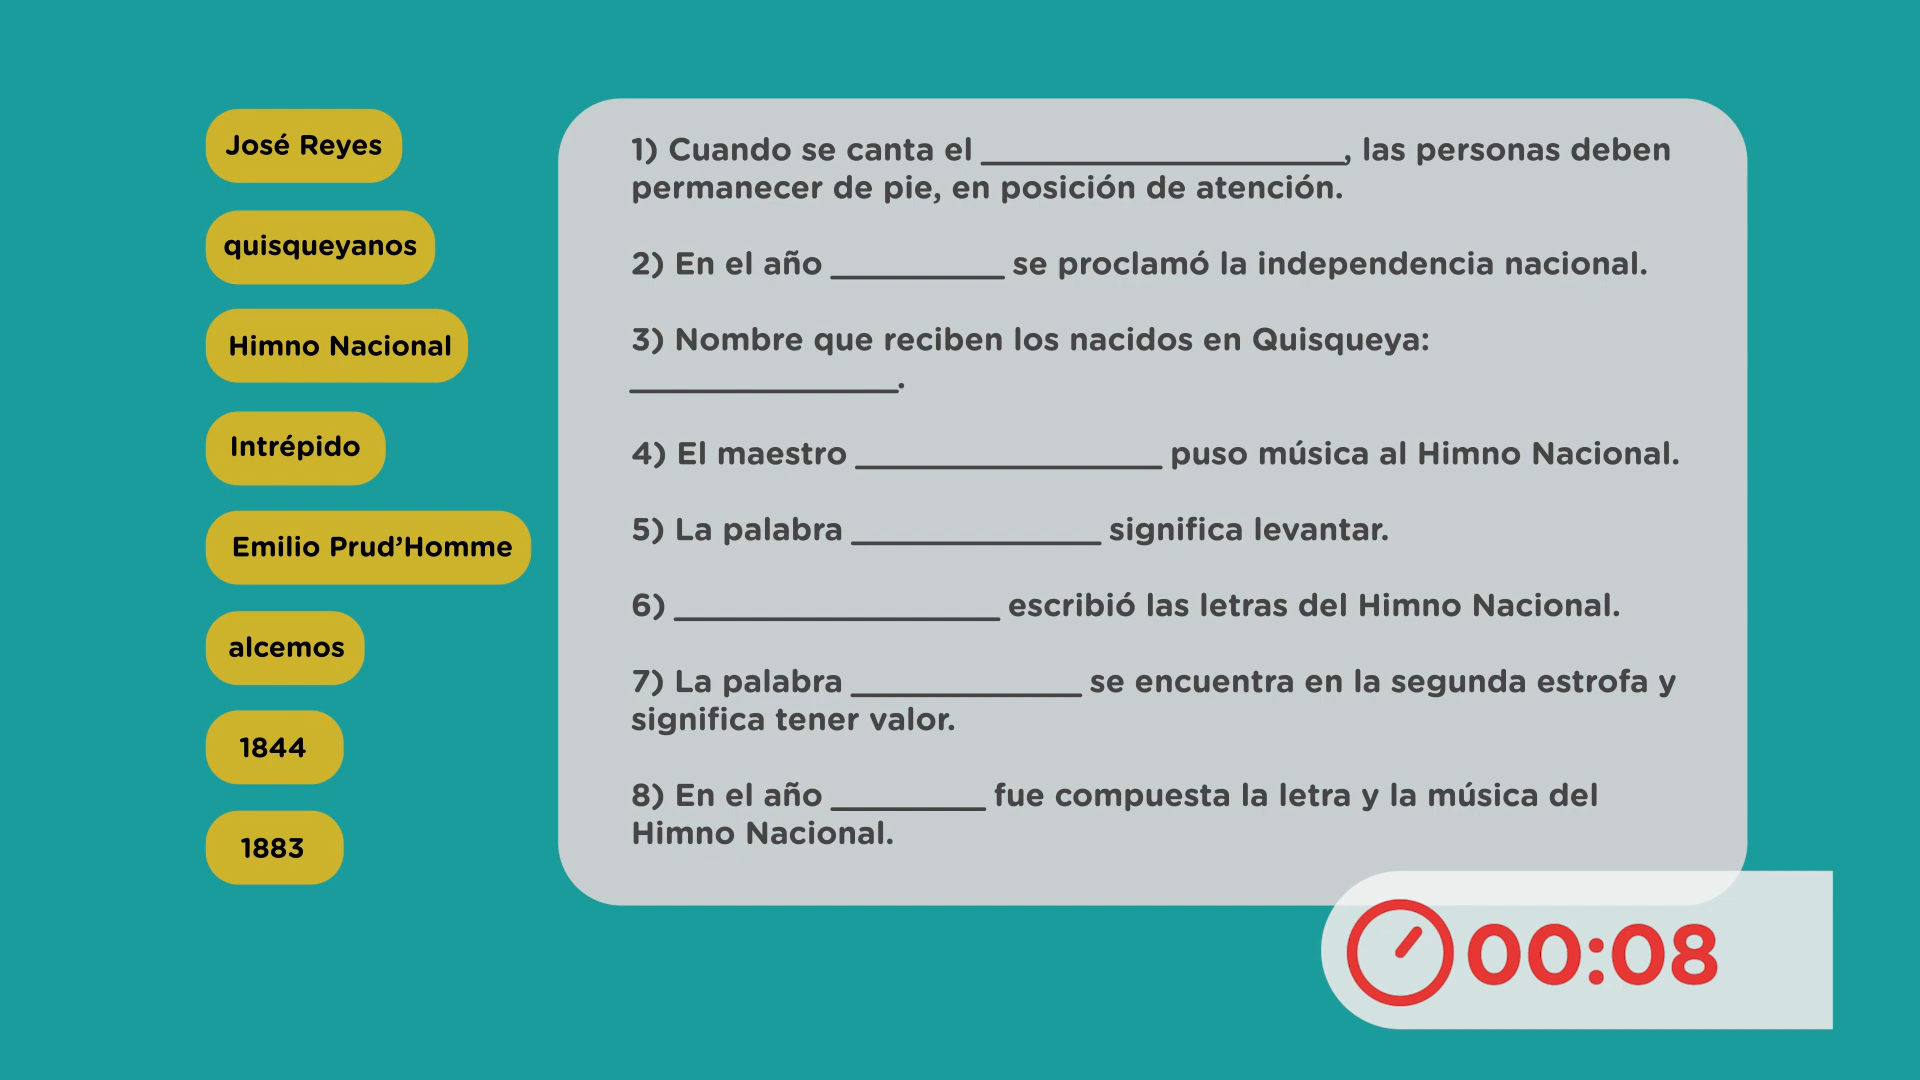 José Reyes
quisqueyanos
Himno Nacional
Intrépido
Emilio Prud’Homme
alcemos
1844
1883
1) Cuando se canta el ___________________, las personas deben
permanecer de pie, en posición de atención.
2) En el año _________ se proclamó la independencia nacional.
3) Nombre que reciben los nacidos en Quisqueya:
______________.
4) El maestro ________________ puso música al Himno Nacional.
5) La palabra _____________ significa levantar.
6) _________________ escribió las letras del Himno Nacional.
7) La palabra ____________ se encuentra en la segunda estrofa y
significa tener valor.
8) En el año ________ fue compuesta la letra y la música del
Himno Nacional.
00:08